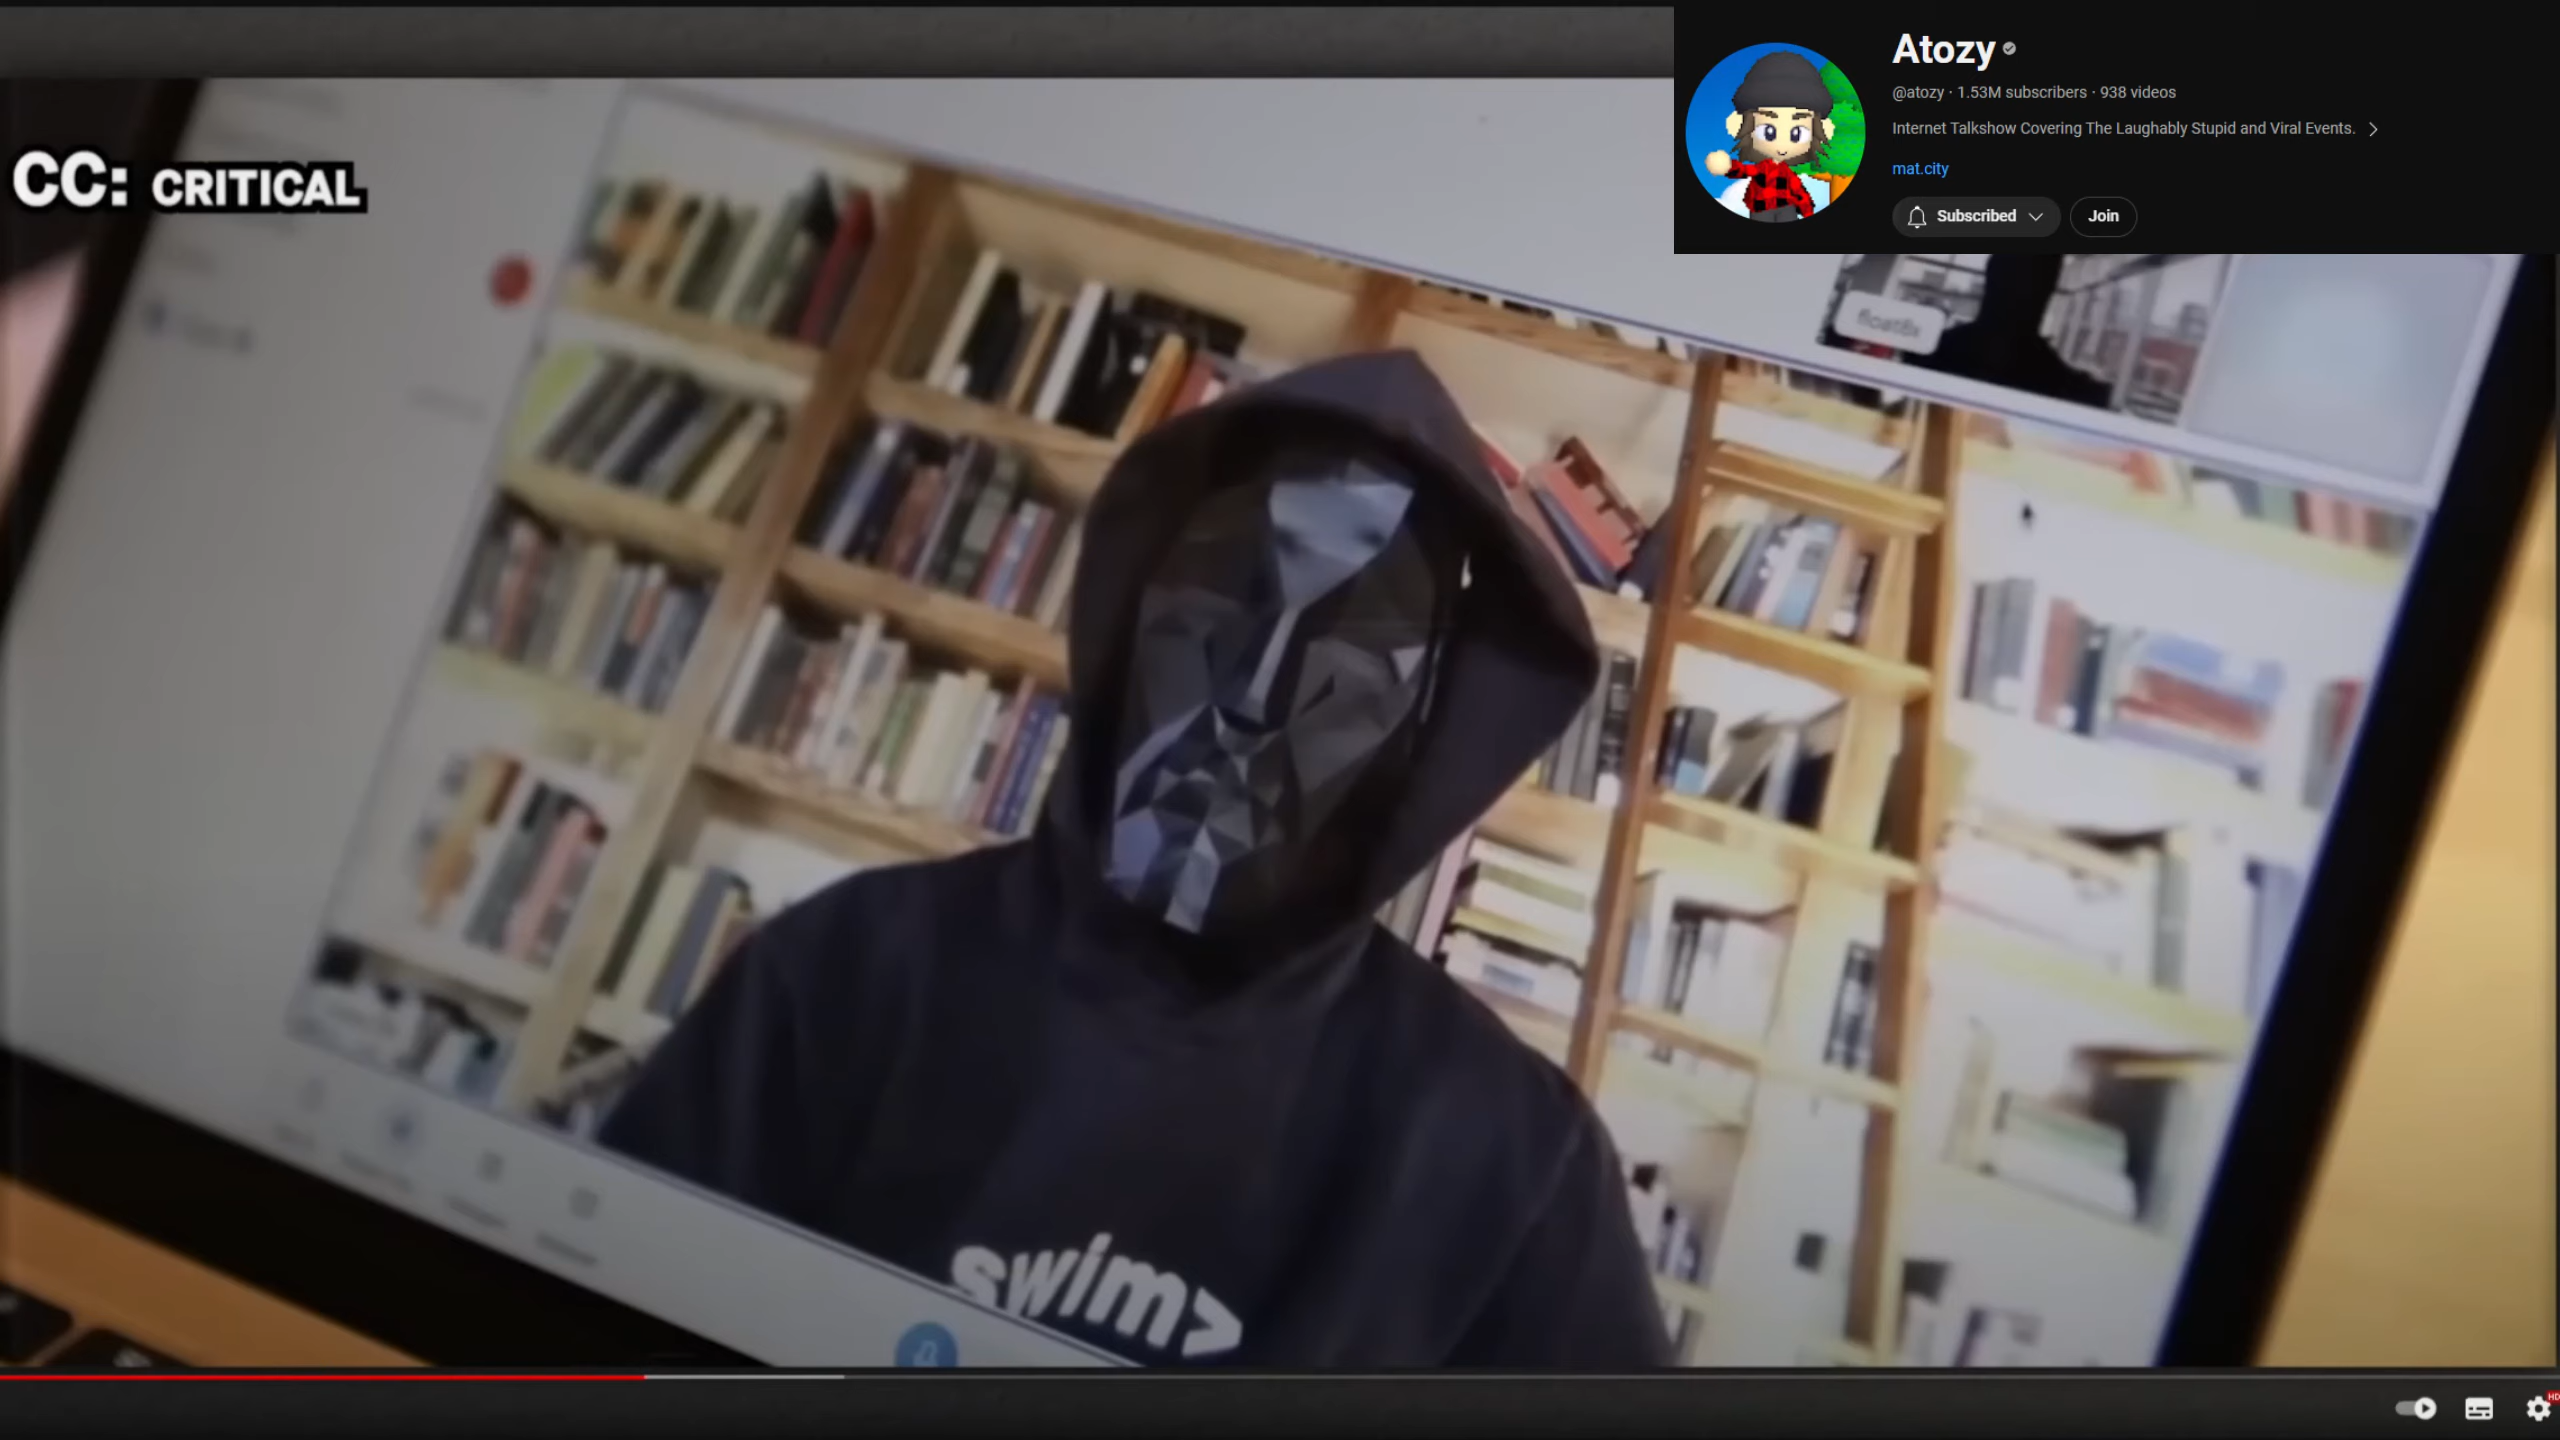 CC: CRITICAL
Atozy
@atozy · 1.53M subscribers · 938 videos
Internet Talkshow Covering The Laughably Stupid and Viral Events.
mat.city
Subscribed
Join
swim>
HD